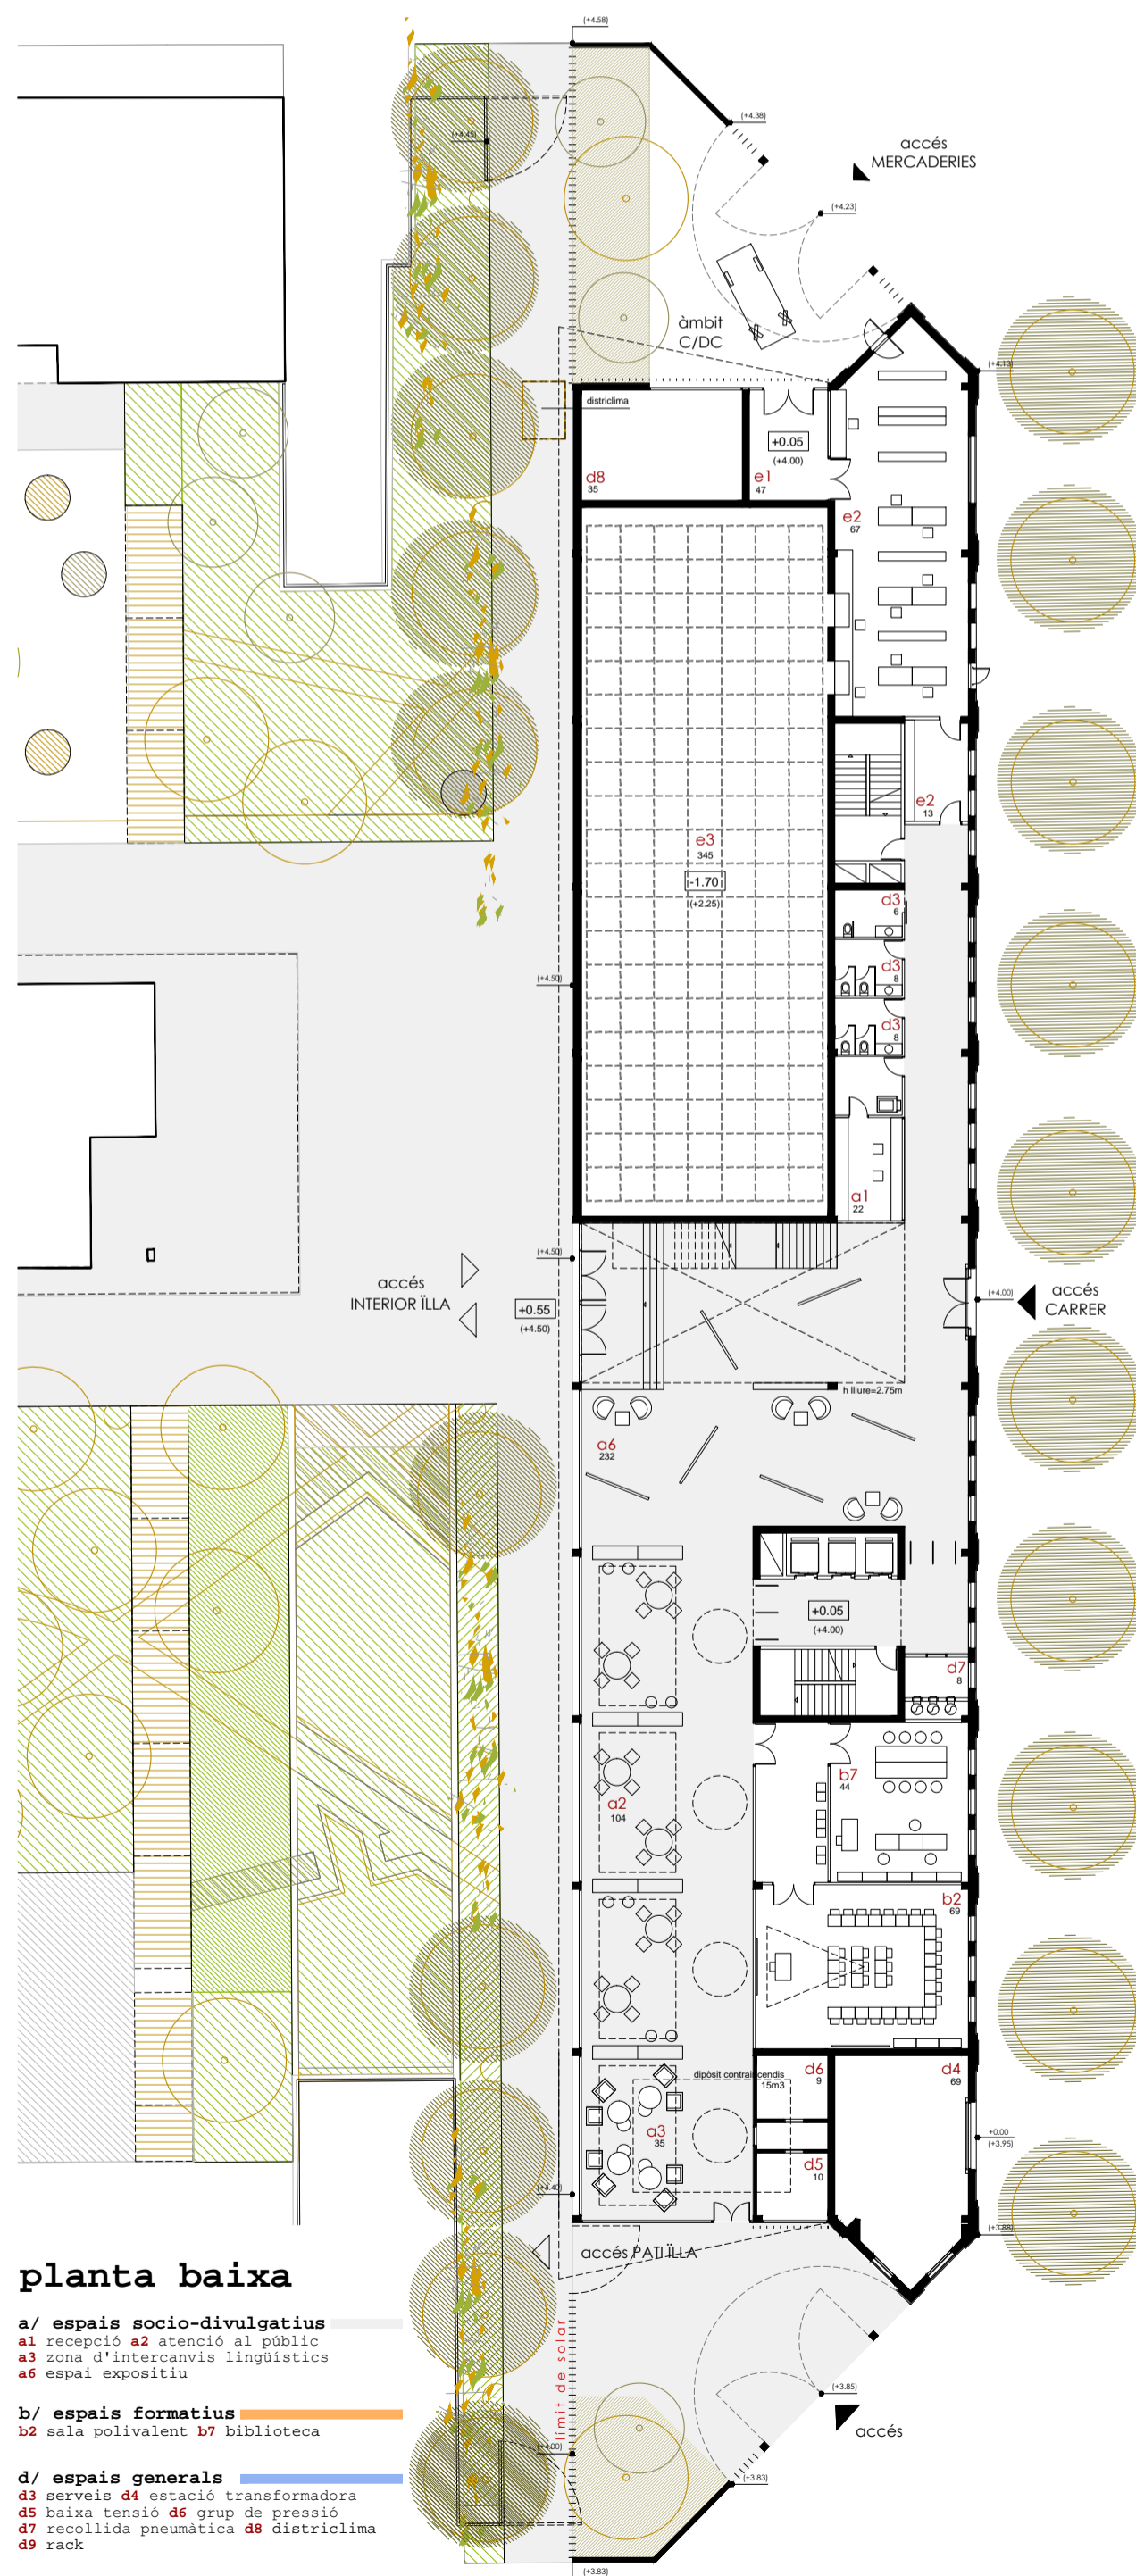 (+4.58)
(+4.38)
(+4.45)
accés
MERCADERIES
(+4.23)
àmbit
C/DC
(+4.13)
districlima
+0.05
(+4.00)
d8
35
e1
47
e2
67
e2
13
e3
345
-1.70
(+2.25)
d3
6
d3
8
d3
8
(+4.50)
a1
22
(+4.50)
accés
INTERIOR ÏLLA
+0.55
(+4.50)
(+4.00)
accés
CARRER
h lliure=2.75m
a6
232
+0.05
(+4.00)
d7
8
b7
44
a2
104
b2
69
dipòsit contraincendis
15m3
d6
9
d4
69
a3
35
+0.00
(+3.95)
d5
10
(+4.40)
(+3.88)
accés PATI ÏLLA
límit de solar
(+3.85)
accés
(+4.00)
(+3.83)
(+3.83)
planta baixa
a/ espais socio-divulgatius
a1 recepció a2 atenció al públic
a3 zona d'intercanvis lingüístics
a6 espai expositiu
b/ espais formatius
b2 sala polivalent b7 biblioteca
d/ espais generals
d3 serveis d4 estació transformadora
d5 baixa tensió d6 grup de pressió
d7 recollida pneumàtica d8 districlima
d9 rack